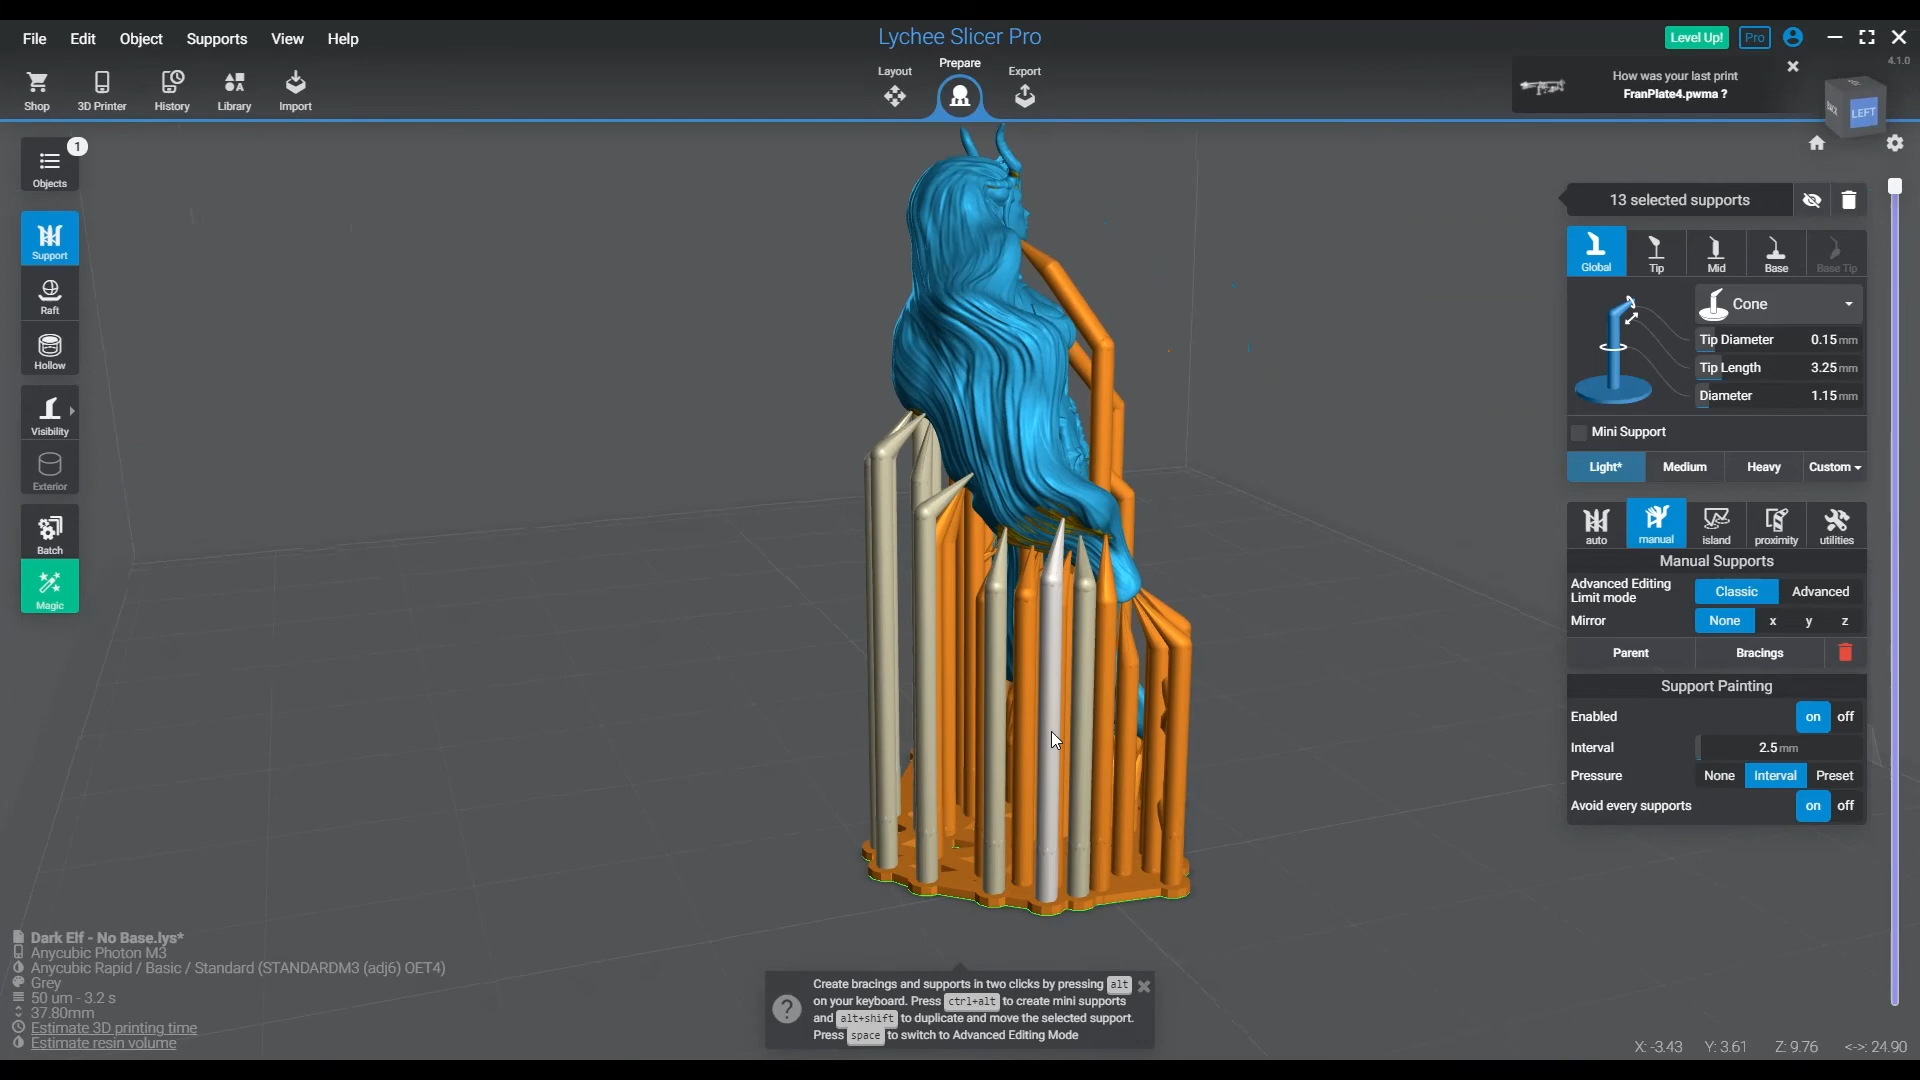 File Edit Object Supports View Help
Lychee Slicer Pro
Level Up! Pro
4.1.0
Shop 3D Printer History Library Import
Layout Prepare Export
How was your last print
FranPlate4.pwma ?
BACK LEFT
1
Objects
Support
Raft
Hollow
Visibility
Exterior
Batch
Magic
13 selected supports
Global Tip Mid Base Base Tip
Cone
Tip Diameter 0.15 mm
Tip Length 3.25 mm
Diameter 1.15 mm
Mini Support
Light* Medium Heavy Custom
auto manual island proximity utilities
Manual Supports
Advanced Editing
Limit mode
Classic Advanced
Mirror None x y z
Parent Bracings
Support Painting
Enabled on off
Interval 2.5 mm
Pressure None Interval Preset
Avoid every supports on off
Dark Elf - No Base.lys*
Anycubic Photon M3
Anycubic Rapid / Basic / Standard (STANDARDM3 (adj6) OET4)
Grey
50 um - 3.2 s
37.80mm
Estimate 3D printing time
Estimate resin volume
Create bracings and supports in two clicks by pressing alt
on your keyboard. Press ctrl+alt to create mini supports
and alt+shift to duplicate and move the selected support.
Press space to switch to Advanced Editing Mode
X: -3.43 Y: 3.61 Z: 9.76 <->: 24.90